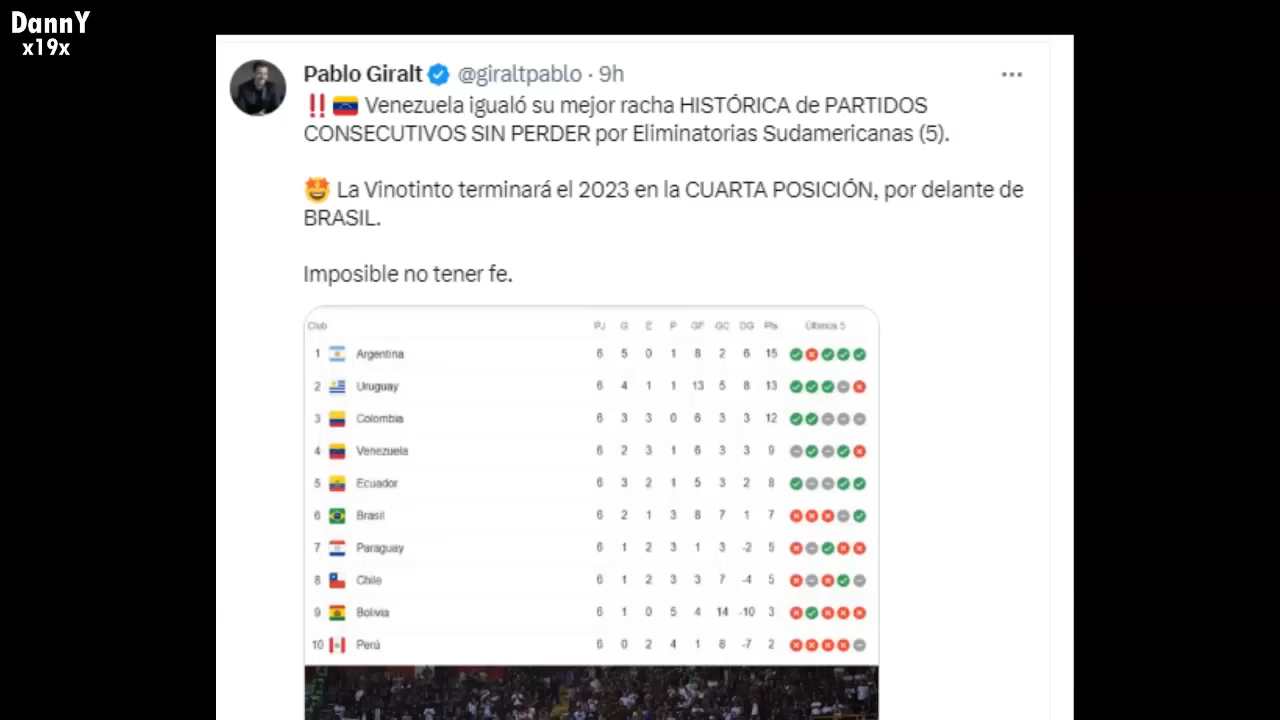 DannY
x19x
Pablo Giralt @giraltpablo · 9h
‼️🇻🇪 Venezuela igualó su mejor racha HISTÓRICA de PARTIDOS
CONSECUTIVOS SIN PERDER por Eliminatorias Sudamericanas (5).
🤩 La Vinotinto terminará el 2023 en la CUARTA POSICIÓN, por delante de
BRASIL.
Imposible no tener fe.
Club PJ G E P GF GC DG Pts Últimos 5
1 Argentina 6 5 0 1 8 2 6 15
2 Uruguay 6 4 1 1 13 5 8 13
3 Colombia 6 3 3 0 6 3 3 12
4 Venezuela 6 2 3 1 6 3 3 9
5 Ecuador 6 3 2 1 5 3 2 8
6 Brasil 6 2 1 3 8 7 1 7
7 Paraguay 6 1 2 3 1 3 -2 5
8 Chile 6 1 2 3 3 7 -4 5
9 Bolivia 6 1 0 5 4 14 -10 3
10 Perú 6 0 2 4 1 8 -7 2